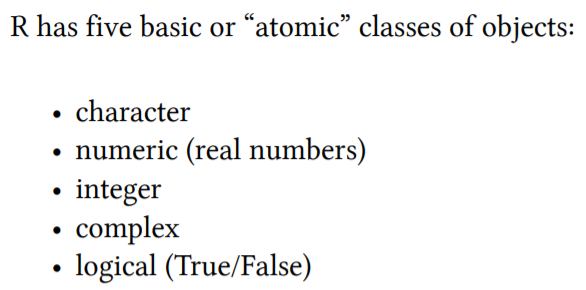 R has five basic or “atomic” classes of objects:
• character
• numeric (real numbers)
• integer
• complex
• logical (True/False)